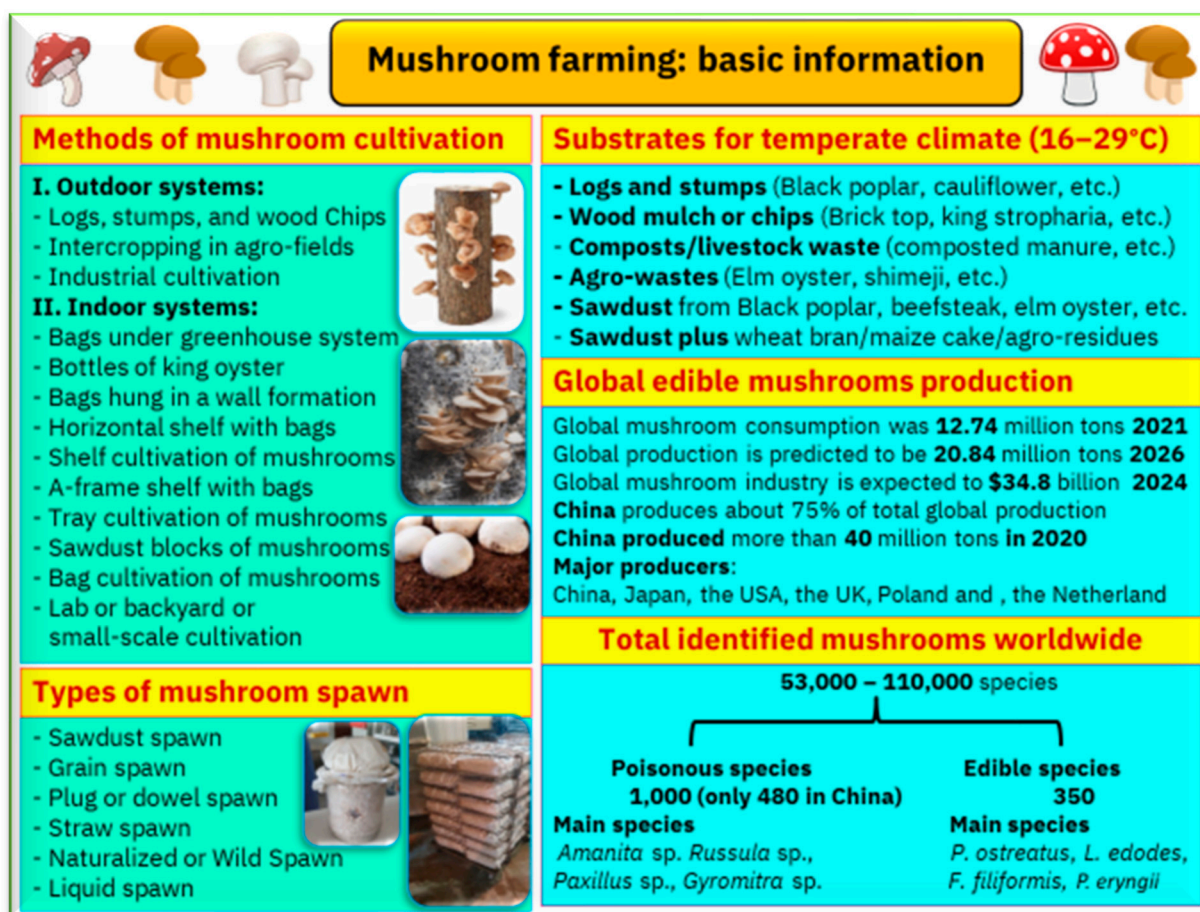 Mushroom farming: basic information
Methods of mushroom cultivation
I. Outdoor systems:
- Logs, stumps, and wood Chips
- Intercropping in agro-fields
- Industrial cultivation
II. Indoor systems:
- Bags under greenhouse system
- Bottles of king oyster
- Bags hung in a wall formation
- Horizontal shelf with bags
- Shelf cultivation of mushrooms
- A-frame shelf with bags
- Tray cultivation of mushrooms
- Sawdust blocks of mushrooms
- Bag cultivation of mushrooms
- Lab or backyard or
small-scale cultivation
Types of mushroom spawn
- Sawdust spawn
- Grain spawn
- Plug or dowel spawn
- Straw spawn
- Naturalized or Wild Spawn
- Liquid spawn
Substrates for temperate climate (16–29°C)
- Logs and stumps (Black poplar, cauliflower, etc.)
- Wood mulch or chips (Brick top, king stropharia, etc.)
- Composts/livestock waste (composted manure, etc.)
- Agro-wastes (Elm oyster, shimeji, etc.)
- Sawdust from Black poplar, beefsteak, elm oyster, etc.
- Sawdust plus wheat bran/maize cake/agro-residues
Global edible mushrooms production
Global mushroom consumption was 12.74 million tons 2021
Global production is predicted to be 20.84 million tons 2026
Global mushroom industry is expected to $34.8 billion 2024
China produces about 75% of total global production
China produced more than 40 million tons in 2020
Major producers:
China, Japan, the USA, the UK, Poland and , the Netherland
Total identified mushrooms worldwide
53,000 – 110,000 species
Poisonous species
1,000 (only 480 in China)
Main species
Amanita sp. Russula sp.,
Paxillus sp., Gyromitra sp.
Edible species
350
Main species
P. ostreatus, L. edodes,
F. filiformis, P. eryngii